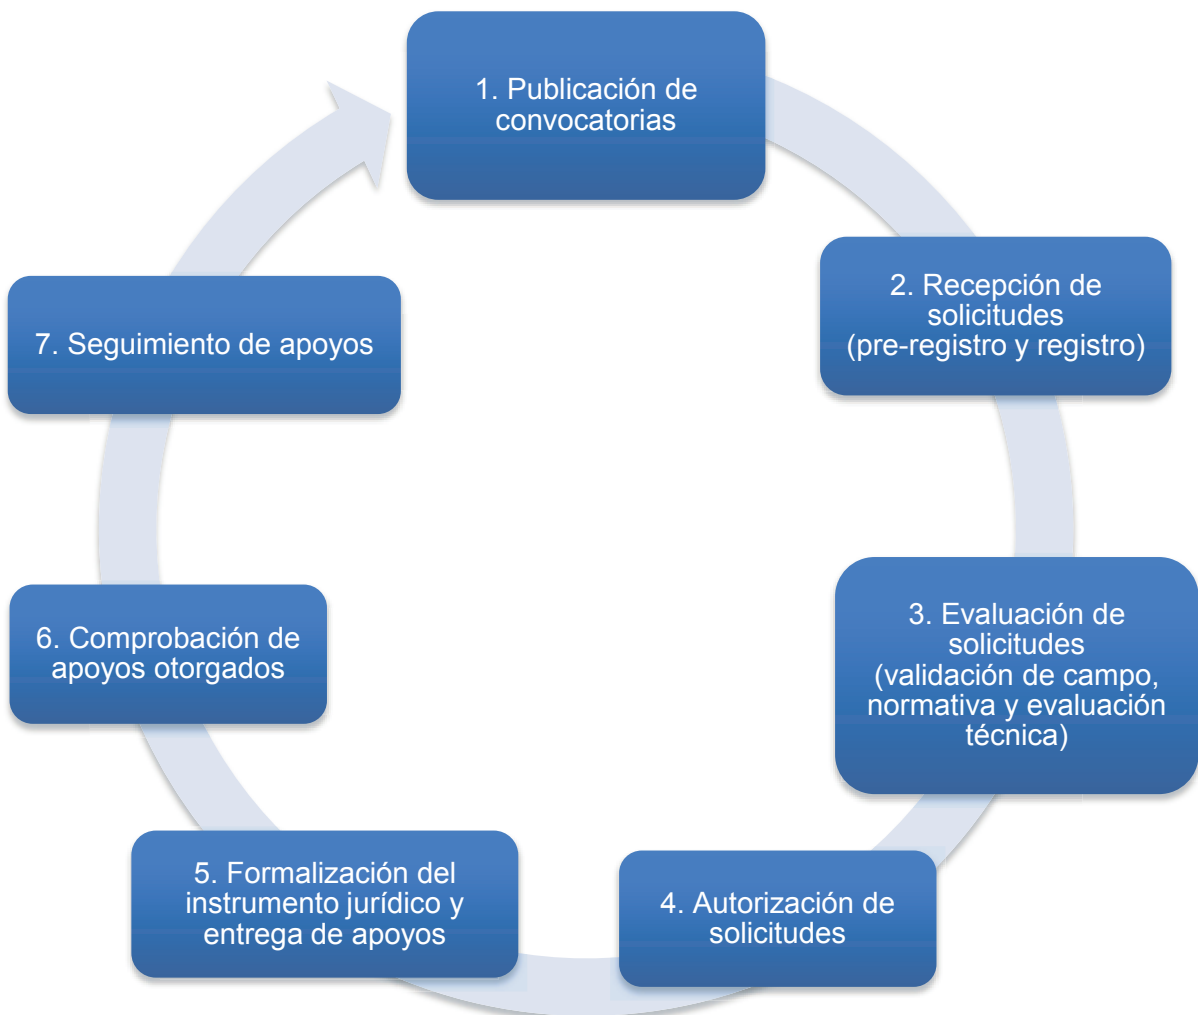 1. Publicación de
convocatorias
2. Recepción de
solicitudes
(pre-registro y registro)
3. Evaluación de
solicitudes
(validación de campo,
normativa y evaluación
técnica)
4. Autorización de
solicitudes
5. Formalización del
instrumento jurídico y
entrega de apoyos
6. Comprobación de
apoyos otorgados
7. Seguimiento de apoyos